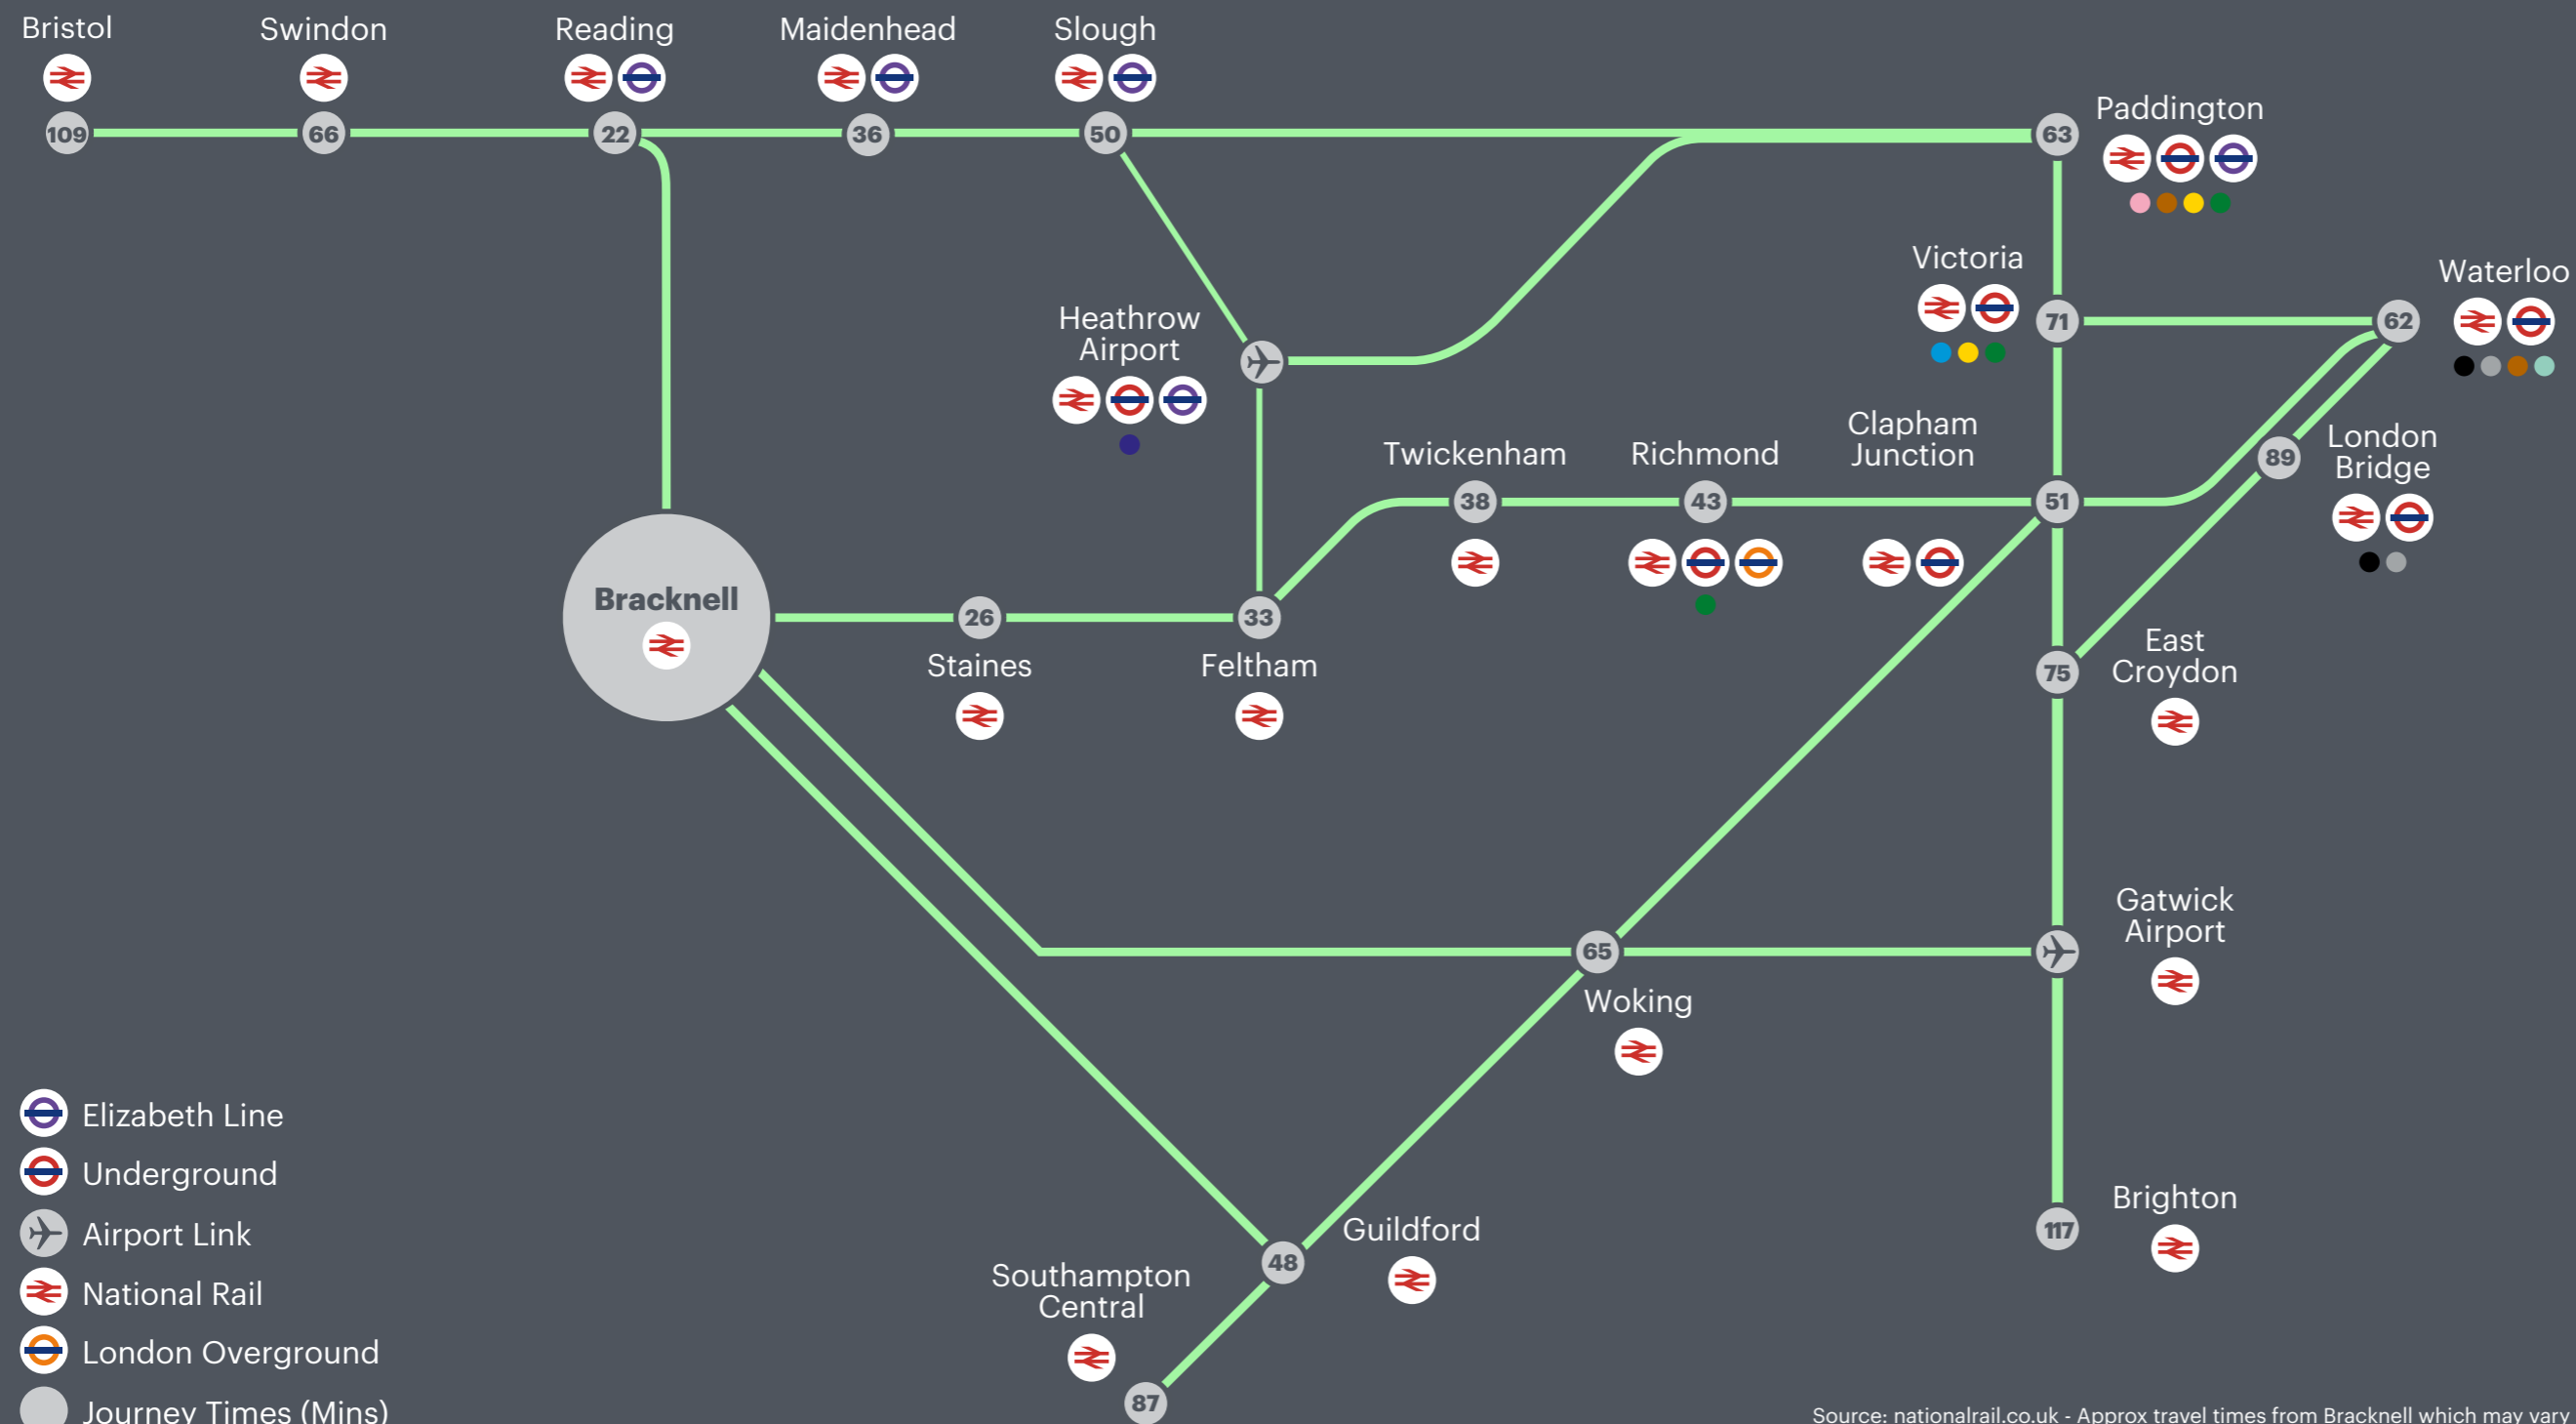 Bristol
Swindon
Reading
Maidenhead
Slough
109
66
22
36
50
63
Paddington
Victoria
71
62
Waterloo
Heathrow
Airport
Twickenham
Richmond
Clapham
Junction
38
43
51
89
London
Bridge
Bracknell
26
33
Staines
Feltham
75
East
Croydon
65
Woking
Gatwick
Airport
48
Guildford
Southampton
Central
87
Brighton
117
Elizabeth Line
Underground
Airport Link
National Rail
London Overground
Journey Times (Mins)
Source: nationalrail.co.uk - Approx travel times from Bracknell which may vary